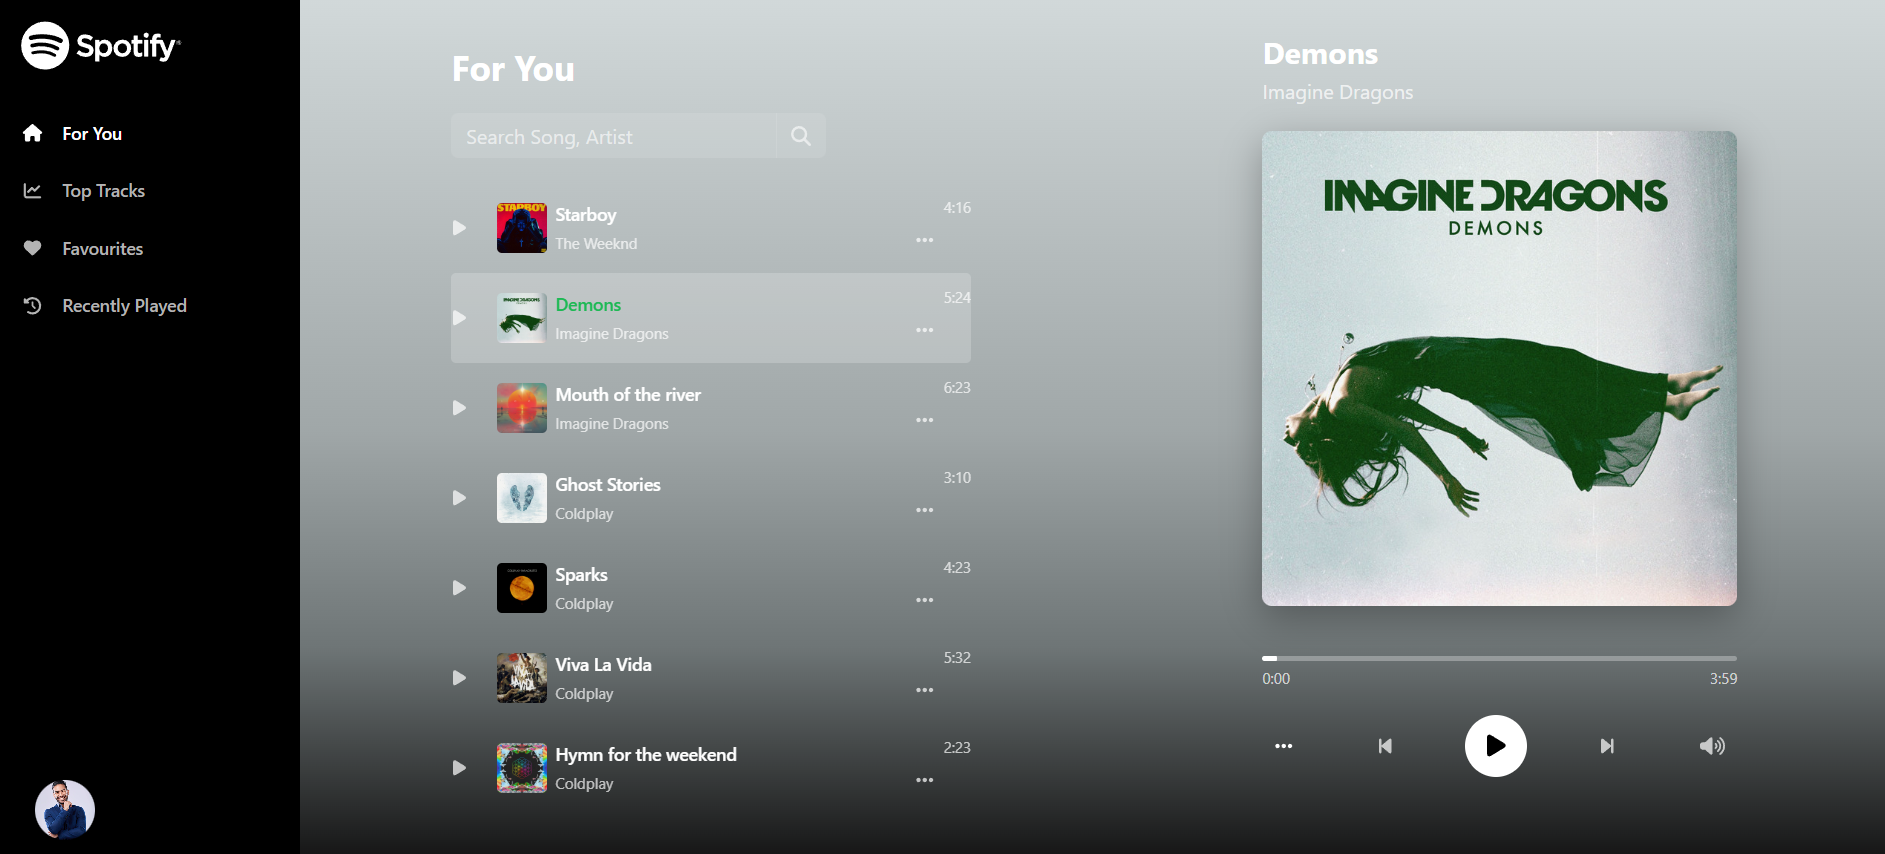 Spotify®
For You
Top Tracks
Favourites
Recently Played
For You
Search Song, Artist
STARBOY
Starboy
The Weeknd
4:16
Demons
Imagine Dragons
5:24
Mouth of the river
Imagine Dragons
6:23
Ghost Stories
Coldplay
3:10
Sparks
Coldplay
4:23
Viva La Vida
Coldplay
5:32
Hymn for the weekend
Coldplay
2:23
Demons
Imagine Dragons
IMAGINE DRAGONS
DEMONS
0:00
3:59